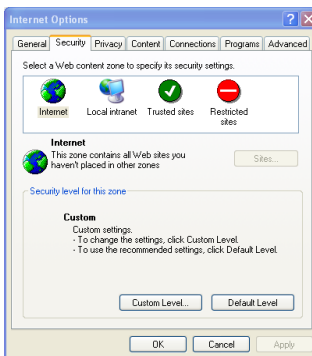 Internet Options
General Security Privacy Content Connections Programs Advanced
Select a Web content zone to specify its security settings.
Internet Local intranet Trusted sites Restricted sites
Internet
This zone contains all Web sites you
haven't placed in other zones
Sites...
Security level for this zone
Custom
Custom settings.
- To change the settings, click Custom Level.
- To use the recommended settings, click Default Level.
Custom Level... Default Level
OK Cancel Apply